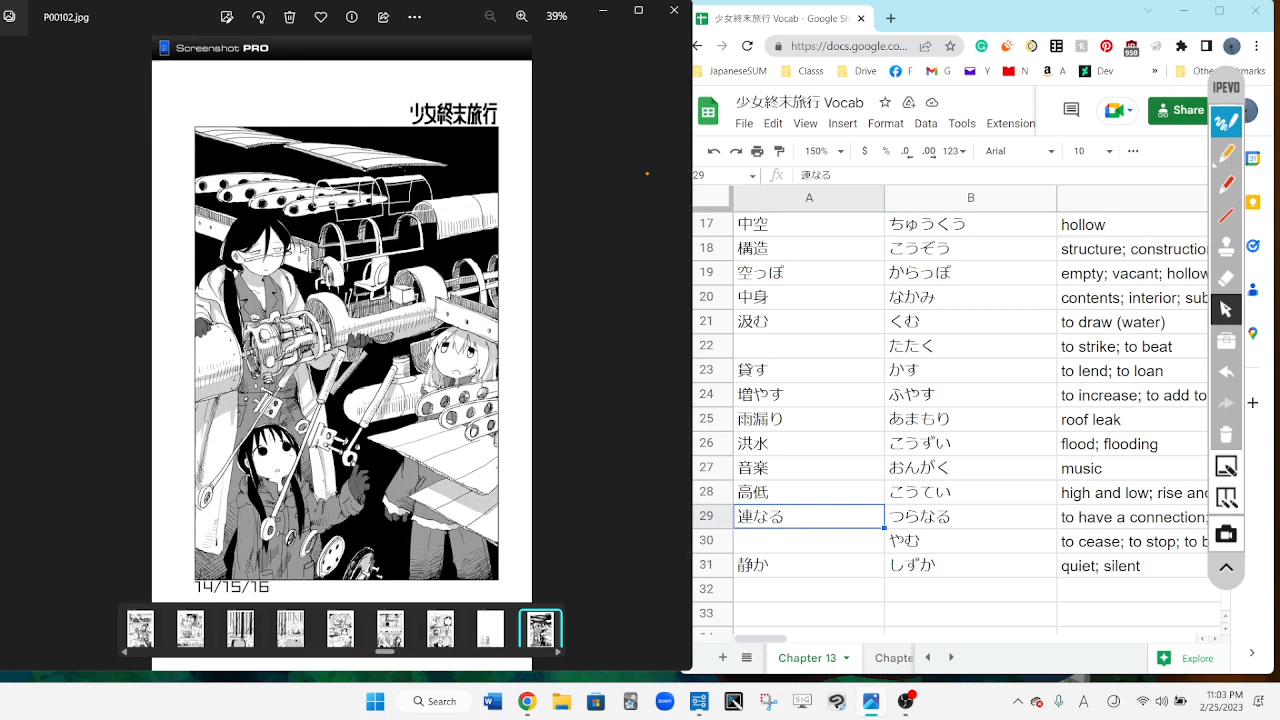 P00102.jpg
39%
Screenshot PRO
少女終末旅行
14/15/16
少女終末旅行 Vocab - Google Sh
https://docs.google.co...
950
JapaneseSUM
Classs
Drive
F
G
Y
N
A
Dev
»
Other bookmarks
少女終末旅行 Vocab
Share
File Edit View Insert Format Data Tools Extension
150% $ % .0 .00 123 Arial 10
29 fx 連なる
A B
17 中空 ちゅうくう hollow
18 構造 こうぞう structure; constructio
19 空っぽ からっぽ empty; vacant; hollow
20 中身 なかみ contents; interior; sub
21 汲む くむ to draw (water)
22 たたく to strike; to beat
23 貸す かす to lend; to loan
24 増やす ふやす to increase; to add to
25 雨漏り あまもり roof leak
26 洪水 こうずい flood; flooding
27 音楽 おんがく music
28 高低 こうてい high and low; rise and
29 連なる つらなる to have a connection;
30 やむ to cease; to stop; to b
31 静か しずか quiet; silent
32
33
Chapter 13 Chapte
Explore
IPEVO
31
Search
zoom
A
11:03 PM
2/25/2023